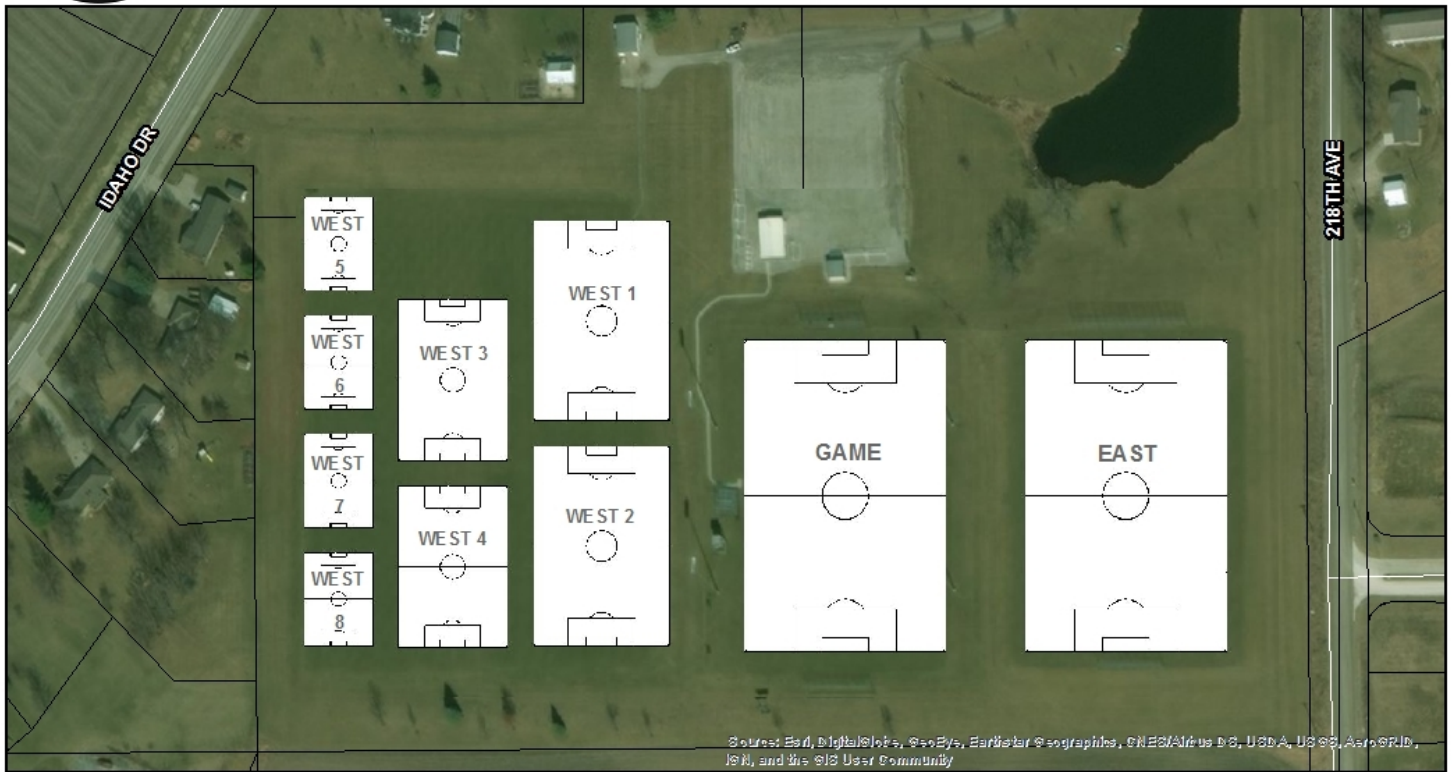 IDAHO DR
218TH AVE
WEST
5
WEST 1
WEST 3
WEST
6
GAME
EAST
WEST
7
WEST 2
WEST 4
WEST
8
Source: Esri, DigitalGlobe, GeoEye, Earthstar Geographics, CNES/Airbus DS, USDA, USGS, AeroGRID,
IGN, and the GIS User Community